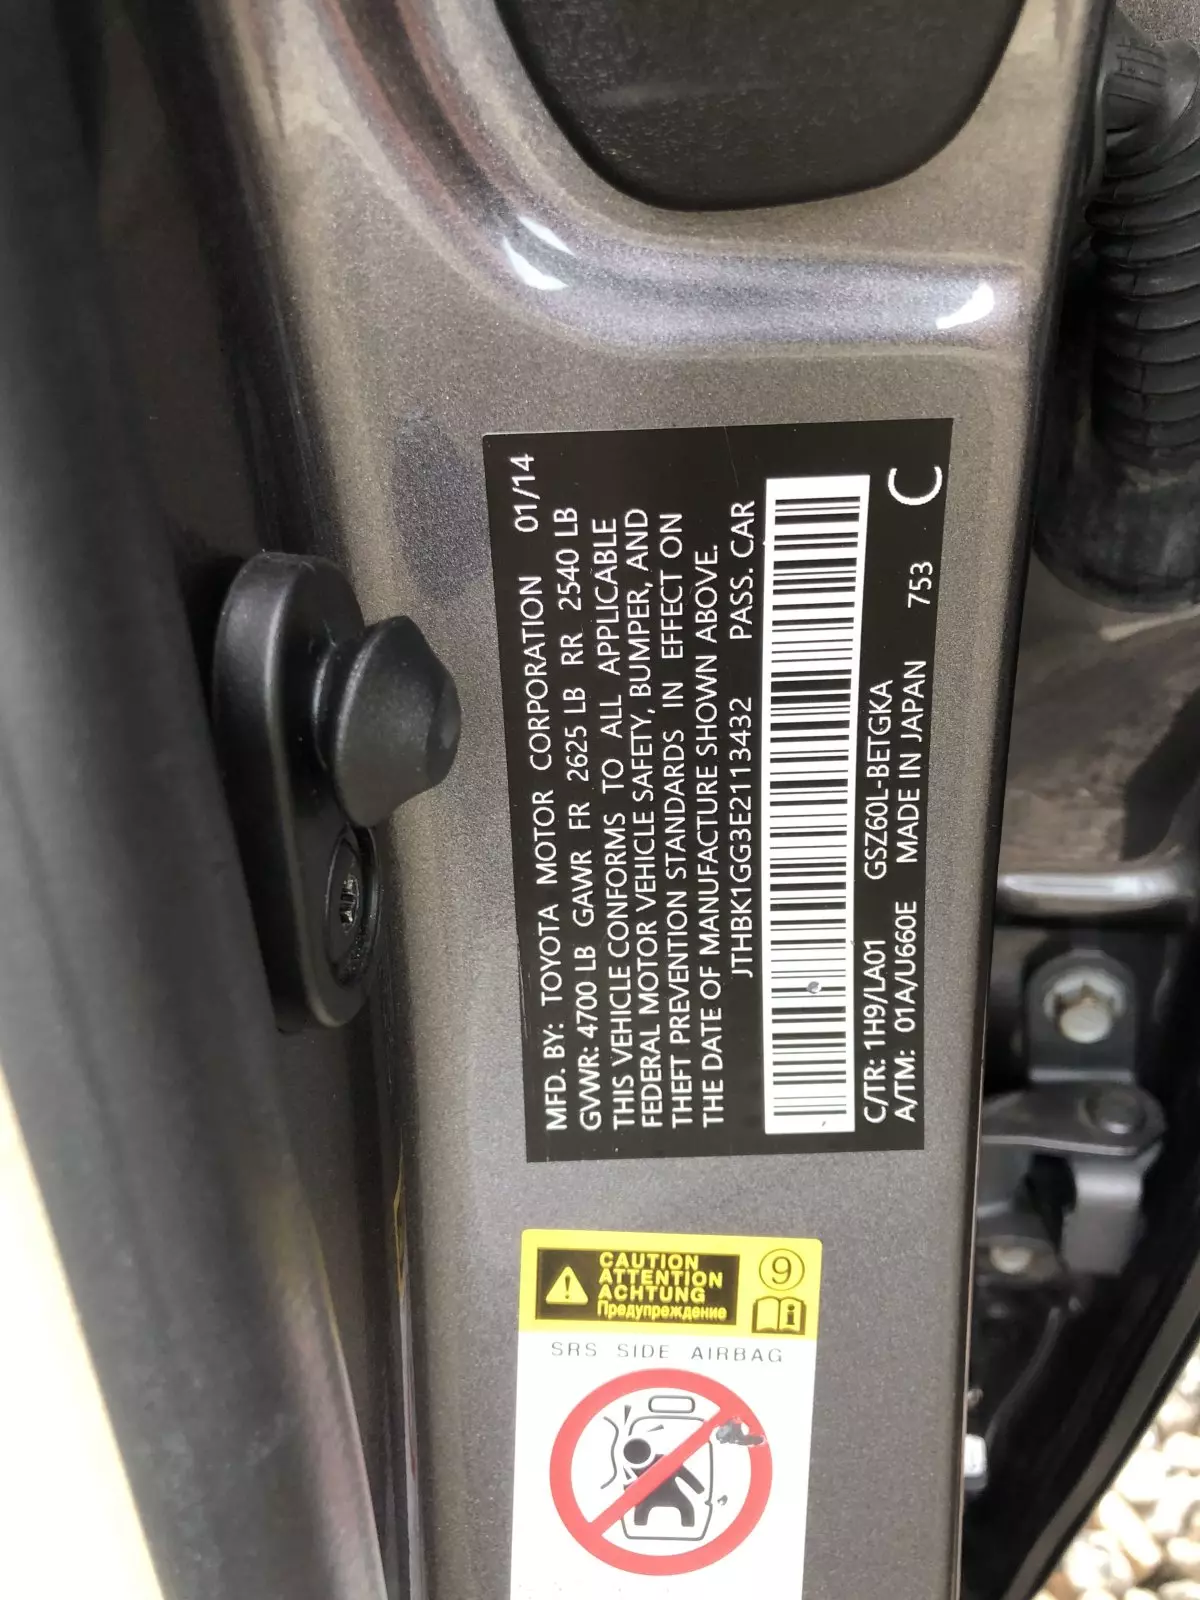 MFD. BY: TOYOTA MOTOR CORPORATION 01/14
GVWR: 4700 LB GAWR FR 2625 LB RR 2540 LB
THIS VEHICLE CONFORMS TO ALL APPLICABLE
FEDERAL MOTOR VEHICLE SAFETY, BUMPER, AND
THEFT PREVENTION STANDARDS IN EFFECT ON
THE DATE OF MANUFACTURE SHOWN ABOVE.
JTHBK1GG3E2113432 PASS. CAR
C/TR: 1H9/LA01 GSZ60L-BETGKA
A/TM: 01A/U660E MADE IN JAPAN 753 C
CAUTION
ATTENTION
ACHTUNG
Предупреждение
9
i
SRS SIDE AIRBAG